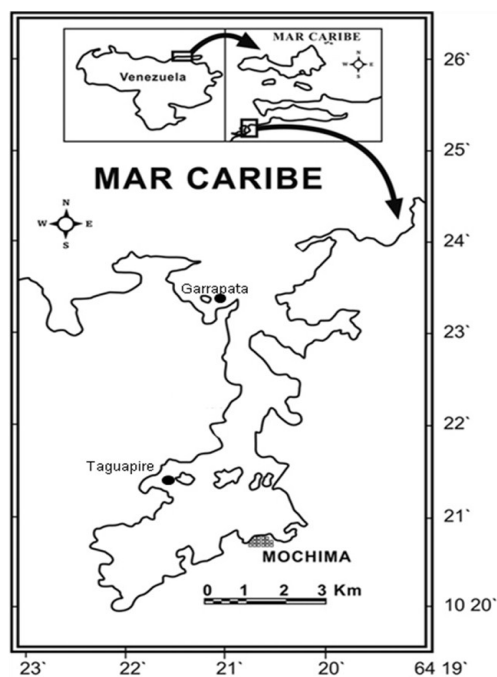 MAR CARIBE
Venezuela
N
W E
S
26`
25`
MAR CARIBE
N
W E
S
24`
Garrapata
23`
22`
Taguapire
21`
MOCHIMA
0 1 2 3 Km
10 20`
23` 22` 21` 20` 64 19`